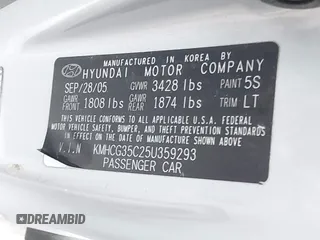 MANUFACTURED IN KOREA BY
HYUNDAI MOTOR COMPANY
SEP/28/05 GVWR 3428 lbs PAINT 5S
GAWR FRONT 1808 lbs GAWR REAR 1874 lbs TRIM LT
THIS VEHICLE CONFORMS TO ALL APPLICABLE
FEDERAL MOTOR VEHICLE
SAFETY, BUMPER, AND THEFT PREVENTION
STANDARDS IN EFFECT ON THE DATE OF
MANUFACTURE SHOWN ABOVE.
V.I.N KMHCG35C25U359293
PASSENGER CAR
DREAMBID